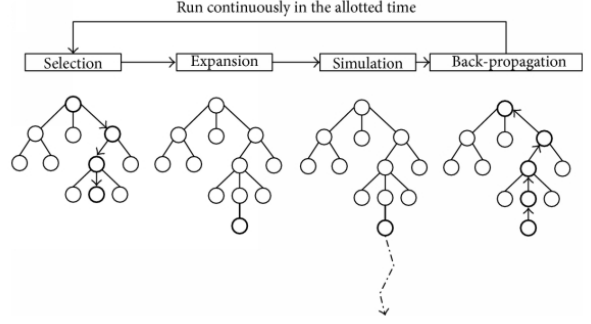 Run continuously in the allotted time
Selection
Expansion
Simulation
Back-propagation